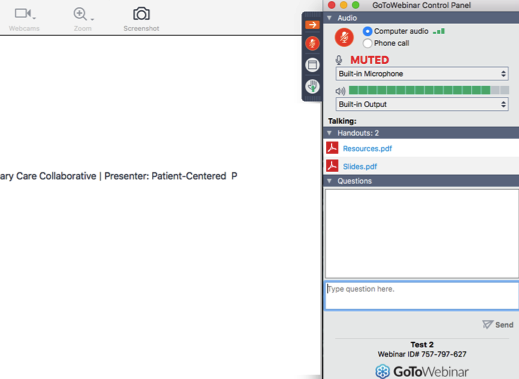 Webcams
Zoom
Screenshot
ary Care Collaborative | Presenter: Patient-Centered P
GoToWebinar Control Panel
Audio
Computer audio
Phone call
MUTED
Built-in Microphone
Built-in Output
Talking:
Handouts: 2
Resources.pdf
Slides.pdf
Questions
Type question here.
Send
Test 2
Webinar ID# 757-797-627
GoToWebinar